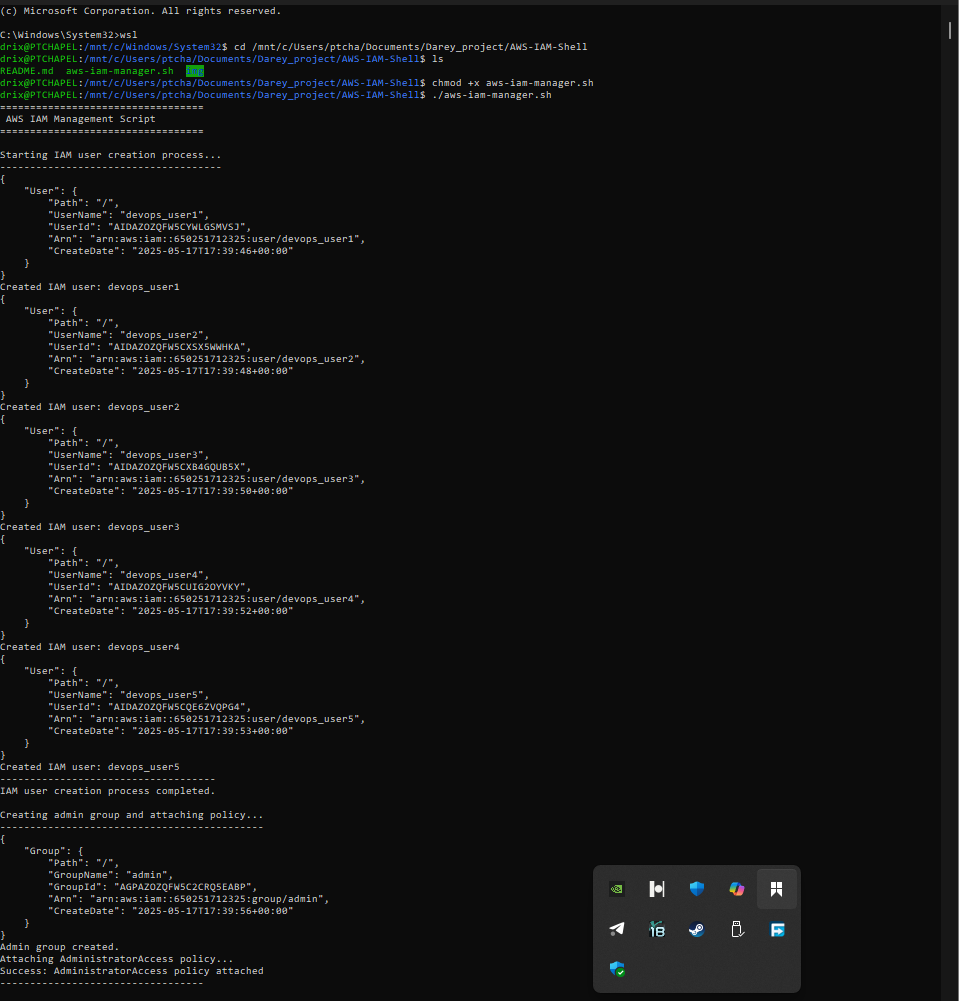 (c) Microsoft Corporation. All rights reserved.
C:\Windows\System32>wsl
drix@PTCHAPEL:/mnt/c/Windows/System32$ cd /mnt/c/Users/ptcha/Documents/Darey_project/AWS-IAM-Shell
drix@PTCHAPEL:/mnt/c/Users/ptcha/Documents/Darey_project/AWS-IAM-Shell$ ls
README.md  aws-iam-manager.sh  img
drix@PTCHAPEL:/mnt/c/Users/ptcha/Documents/Darey_project/AWS-IAM-Shell$ chmod +x aws-iam-manager.sh
drix@PTCHAPEL:/mnt/c/Users/ptcha/Documents/Darey_project/AWS-IAM-Shell$ ./aws-iam-manager.sh
==================================
 AWS IAM Management Script
==================================
Starting IAM user creation process...
-------------------------------------
{
    "User": {
        "Path": "/",
        "UserName": "devops_user1",
        "UserId": "AIDAZOZQFW5CYWLGSMVSJ",
        "Arn": "arn:aws:iam::650251712325:user/devops_user1",
        "CreateDate": "2025-05-17T17:39:46+00:00"
    }
}
Created IAM user: devops_user1
{
    "User": {
        "Path": "/",
        "UserName": "devops_user2",
        "UserId": "AIDAZOZQFW5CXSX5WWHKA",
        "Arn": "arn:aws:iam::650251712325:user/devops_user2",
        "CreateDate": "2025-05-17T17:39:48+00:00"
    }
}
Created IAM user: devops_user2
{
    "User": {
        "Path": "/",
        "UserName": "devops_user3",
        "UserId": "AIDAZOZQFW5CXB4GQUB5X",
        "Arn": "arn:aws:iam::650251712325:user/devops_user3",
        "CreateDate": "2025-05-17T17:39:50+00:00"
    }
}
Created IAM user: devops_user3
{
    "User": {
        "Path": "/",
        "UserName": "devops_user4",
        "UserId": "AIDAZOZQFW5CUIG2OYVKY",
        "Arn": "arn:aws:iam::650251712325:user/devops_user4",
        "CreateDate": "2025-05-17T17:39:52+00:00"
    }
}
Created IAM user: devops_user4
{
    "User": {
        "Path": "/",
        "UserName": "devops_user5",
        "UserId": "AIDAZOZQFW5CQE6ZVQPG4",
        "Arn": "arn:aws:iam::650251712325:user/devops_user5",
        "CreateDate": "2025-05-17T17:39:53+00:00"
    }
}
Created IAM user: devops_user5
------------------------------------
IAM user creation process completed.
Creating admin group and attaching policy...
--------------------------------------------
{
    "Group": {
        "Path": "/",
        "GroupName": "admin",
        "GroupId": "AGPAZOZQFW5C2CRQ5EABP",
        "Arn": "arn:aws:iam::650251712325:group/admin",
        "CreateDate": "2025-05-17T17:39:56+00:00"
    }
}
Admin group created.
Attaching AdministratorAccess policy...
Success: AdministratorAccess policy attached
----------------------------------
18